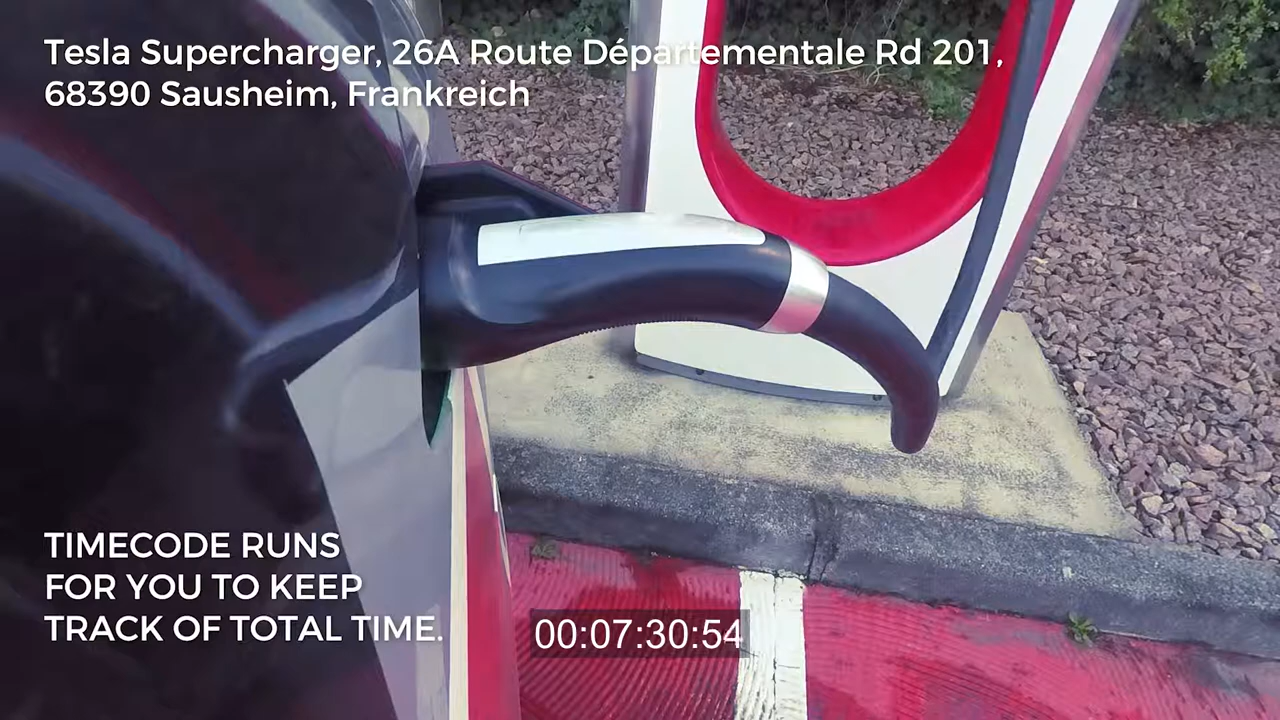 Tesla Supercharger, 26A Route Départementale Rd 201,
68390 Sausheim, Frankreich
TIMECODE RUNS
FOR YOU TO KEEP
TRACK OF TOTAL TIME.
00:07:30:54